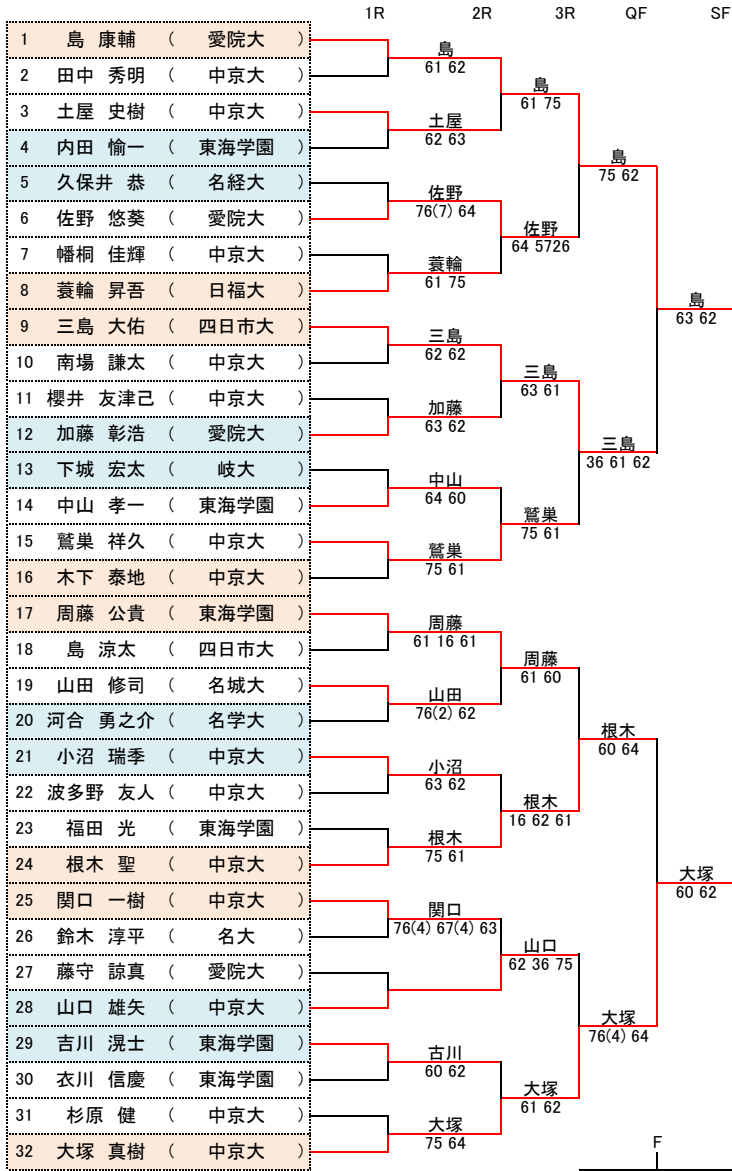 1R 2R 3R QF SF
1 島 康輔 ( 愛院大 )
2 田中 秀明 ( 中京大 )
3 土屋 史樹 ( 中京大 )
4 内田 愉一 ( 東海学園 )
5 久保井 恭 ( 名経大 )
6 佐野 悠葵 ( 愛院大 )
7 幡桐 佳輝 ( 中京大 )
8 蓑輪 昇吾 ( 日福大 )
9 三島 大佑 ( 四日市大 )
10 南場 謙太 ( 中京大 )
11 櫻井 友津己 ( 中京大 )
12 加藤 彰浩 ( 愛院大 )
13 下城 宏太 ( 岐大 )
14 中山 孝一 ( 東海学園 )
15 鷲巣 祥久 ( 中京大 )
16 木下 泰地 ( 中京大 )
17 周藤 公貴 ( 東海学園 )
18 島 涼太 ( 四日市大 )
19 山田 修司 ( 名城大 )
20 河合 勇之介 ( 名学大 )
21 小沼 瑞季 ( 中京大 )
22 波多野 友人 ( 中京大 )
23 福田 光 ( 東海学園 )
24 根木 聖 ( 中京大 )
25 関口 一樹 ( 中京大 )
26 鈴木 淳平 ( 名大 )
27 藤守 諒真 ( 愛院大 )
28 山口 雄矢 ( 中京大 )
29 吉川 滉士 ( 東海学園 )
30 衣川 信慶 ( 東海学園 )
31 杉原 健 ( 中京大 )
32 大塚 真樹 ( 中京大 )
島
61 62
土屋
62 63
佐野
76(7) 64
蓑輪
61 75
三島
62 62
加藤
63 62
中山
64 60
鷲巣
75 61
周藤
61 16 61
山田
76(2) 62
小沼
63 62
根木
75 61
関口
76(4) 67(4) 63
古川
60 62
大塚
75 64
島
61 75
佐野
64 5726
三島
63 61
鷲巣
75 61
周藤
61 60
根木
16 62 61
山口
62 36 75
大塚
61 62
島
75 62
三島
36 61 62
根木
60 64
大塚
76(4) 64
島
63 62
大塚
60 62
F